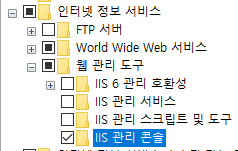 인터넷 정보 서비스
FTP 서버
World Wide Web 서비스
웹 관리 도구
IIS 6 관리 호환성
IIS 관리 서비스
IIS 관리 스크립트 및 도구
IIS 관리 콘솔